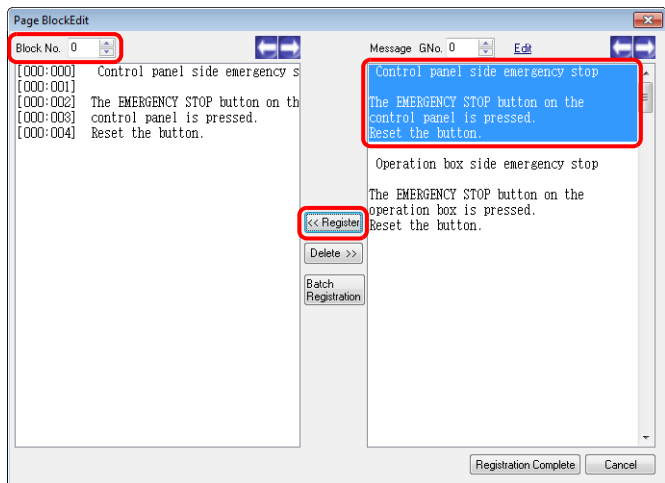 Page BlockEdit
Block No. 0
Message GNo. 0 Edit
[000:000] Control panel side emergency s
[000:001]
[000:002] The EMERGENCY STOP button on th
[000:003] control panel is pressed.
[000:004] Reset the button.
<< Register
Delete >>
Batch
Registration
Control panel side emergency stop
The EMERGENCY STOP button on the
control panel is pressed.
Reset the button.
Operation box side emergency stop
The EMERGENCY STOP button on the
operation box is pressed.
Reset the button.
Registration Complete
Cancel